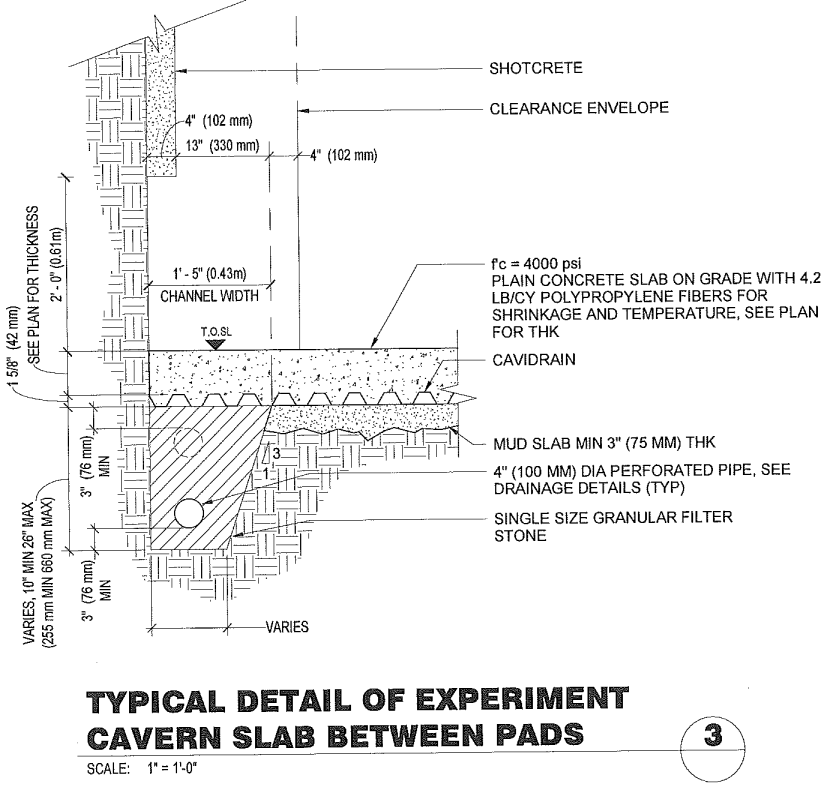 SHOTCRETE
CLEARANCE ENVELOPE
4" (102 mm)
13" (330 mm)
4" (102 mm)
2' - 0" (0.61m)
SEE PLAN FOR THICKNESS
1 5/8" (42 mm)
1' - 5" (0.43m)
CHANNEL WIDTH
T.O.SL
f'c = 4000 psi
PLAIN CONCRETE SLAB ON GRADE WITH 4.2
LB/CY POLYPROPYLENE FIBERS FOR
SHRINKAGE AND TEMPERATURE, SEE PLAN
FOR THK
CAVIDRAIN
MUD SLAB MIN 3" (75 MM) THK
3
1
4" (100 MM) DIA PERFORATED PIPE, SEE
DRAINAGE DETAILS (TYP)
SINGLE SIZE GRANULAR FILTER
STONE
3" (76 mm)
MIN
3" (76 mm)
MIN
VARIES, 10" MIN 26" MAX
(255 mm MIN 660 mm MAX)
VARIES
TYPICAL DETAIL OF EXPERIMENT
CAVERN SLAB BETWEEN PADS
3
SCALE: 1" = 1'-0"